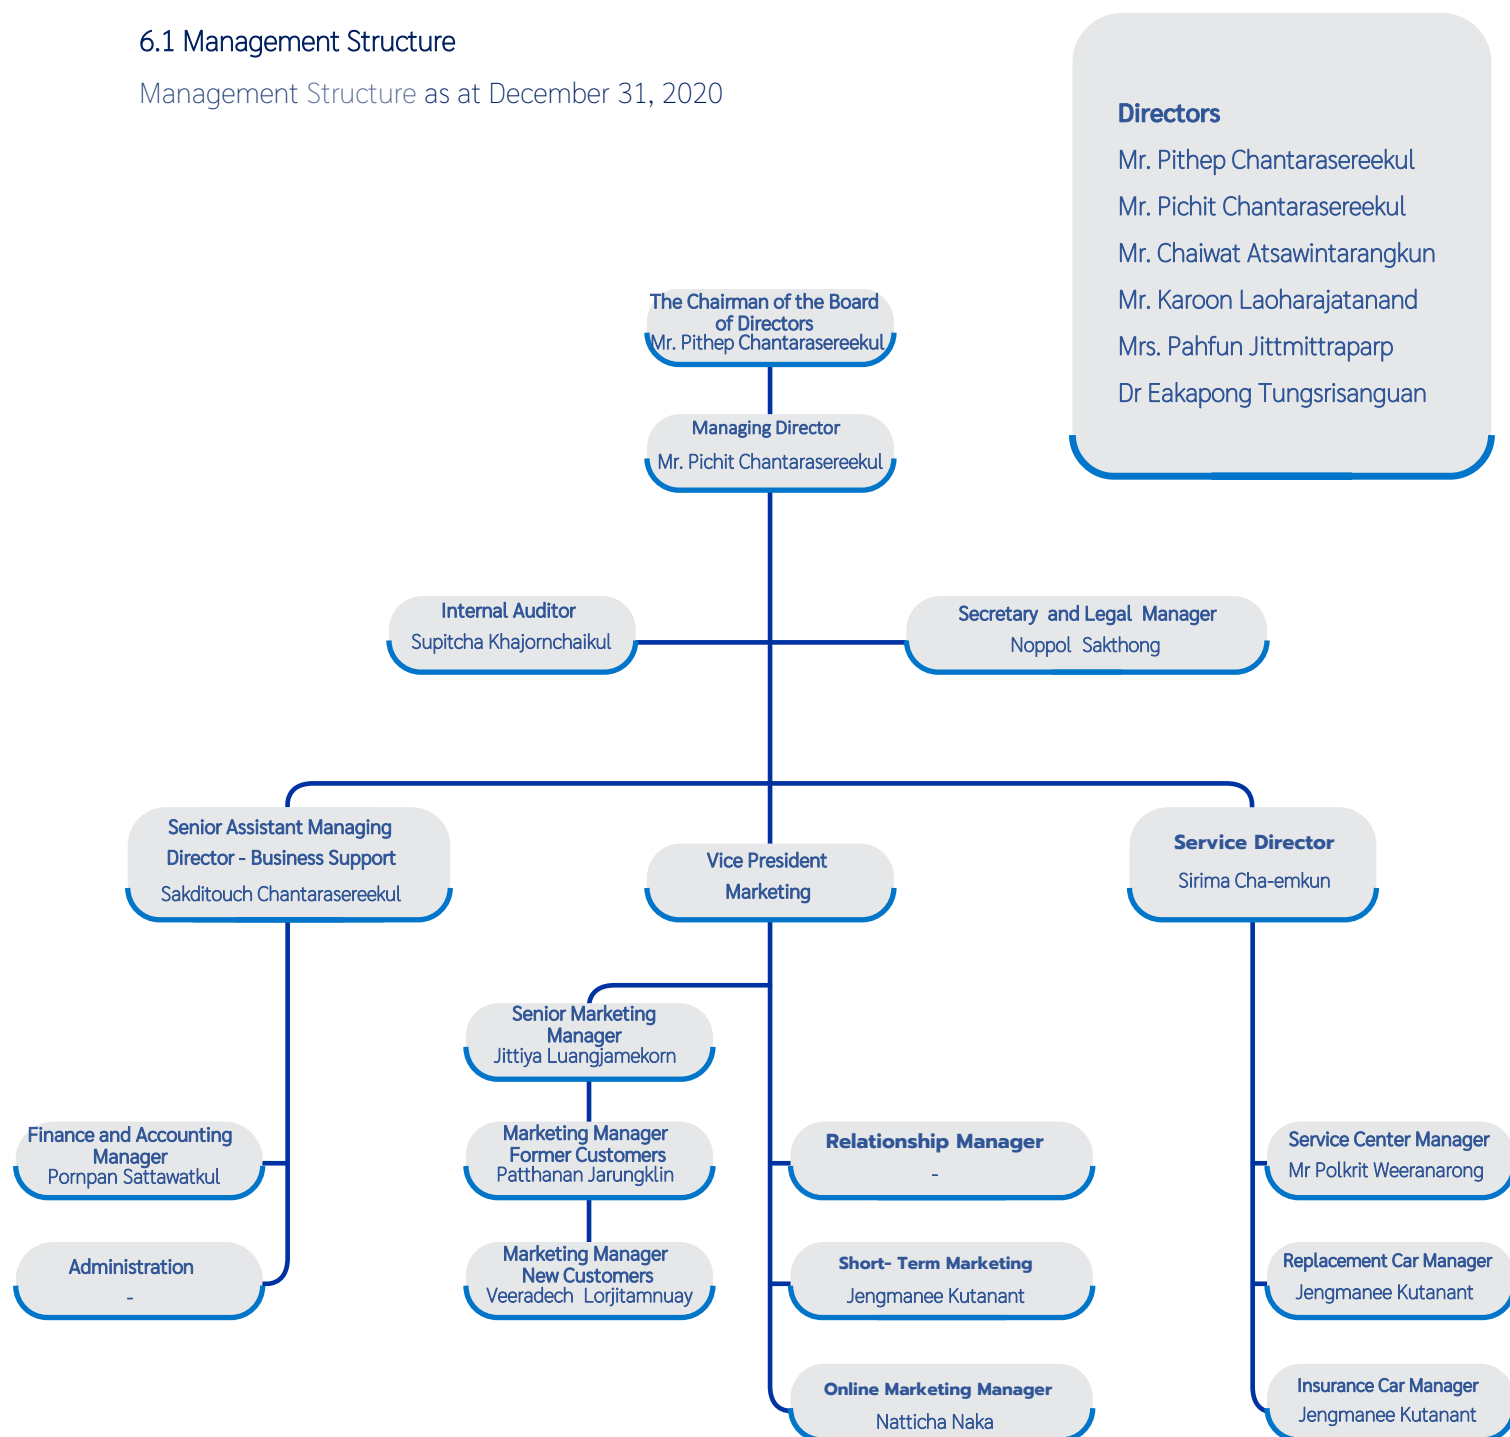 6.1 Management Structure
Management Structure as at December 31, 2020
Directors
Mr. Pithep Chantarasereekul
Mr. Pichit Chantarasereekul
Mr. Chaiwat Atsawintarangkun
Mr. Karoon Laoharajatanand
Mrs. Pahfun Jittmittraparp
Dr Eakapong Tungsrisanguan
The Chairman of the Board
of Directors
Mr. Pithep Chantarasereekul
Managing Director
Mr. Pichit Chantarasereekul
Internal Auditor
Supitcha Khajornchaikul
Secretary and Legal Manager
Noppol Sakthong
Senior Assistant Managing
Director - Business Support
Sakditouch Chantarasereekul
Vice President
Marketing
Service Director
Sirima Cha-emkun
Senior Marketing
Manager
Jittiya Luangjamekorn
Finance and Accounting
Manager
Pornpan Sattawatkul
Marketing Manager
Former Customers
Patthanan Jarungklin
Relationship Manager
-
Service Center Manager
Mr Polkrit Weeranarong
Administration
-
Marketing Manager
New Customers
Veeradech Lorjitamnuay
Short- Term Marketing
Jengmanee Kutanant
Replacement Car Manager
Jengmanee Kutanant
Online Marketing Manager
Natticha Naka
Insurance Car Manager
Jengmanee Kutanant